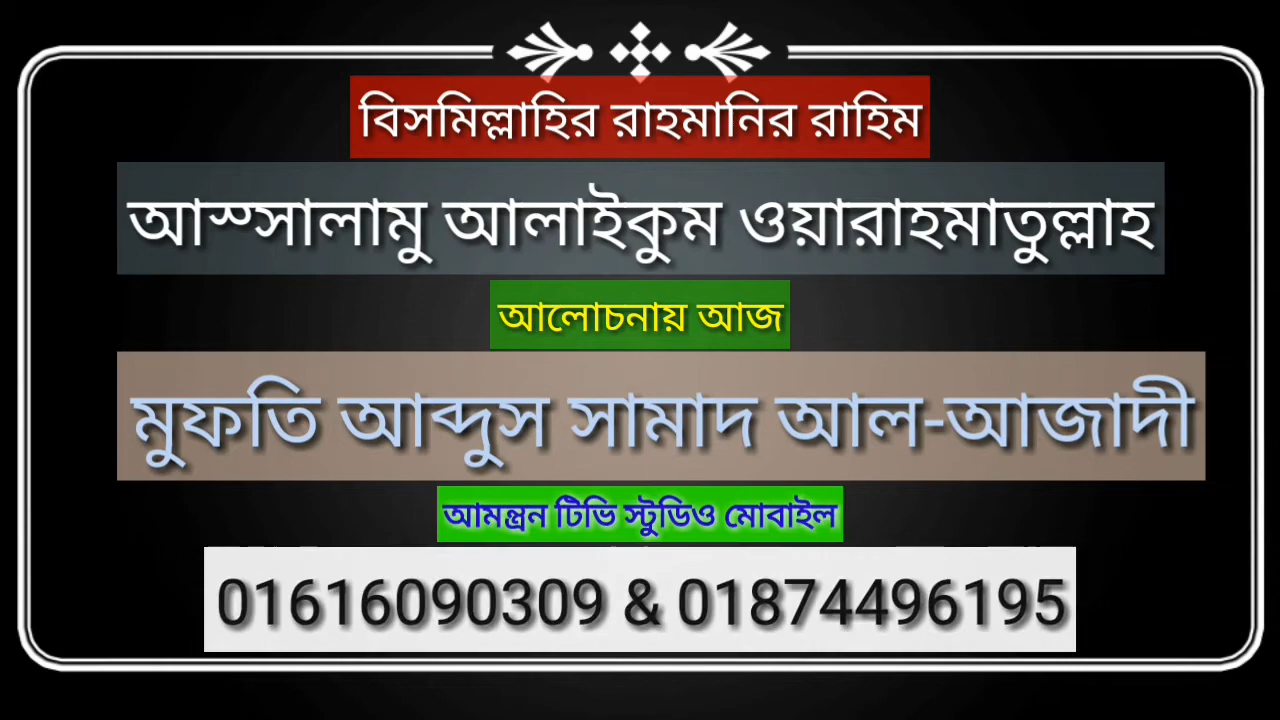 বিসমিল্লাহির রাহমানির রাহিম
আস্সালামু আলাইকুম ওয়ারাহমাতুল্লাহ
আলোচনায় আজ
মুফতি আব্দুস সামাদ আল-আজাদী
আমন্ত্রন টিভি স্টুডিও মোবাইল
01616090309 & 01874496195